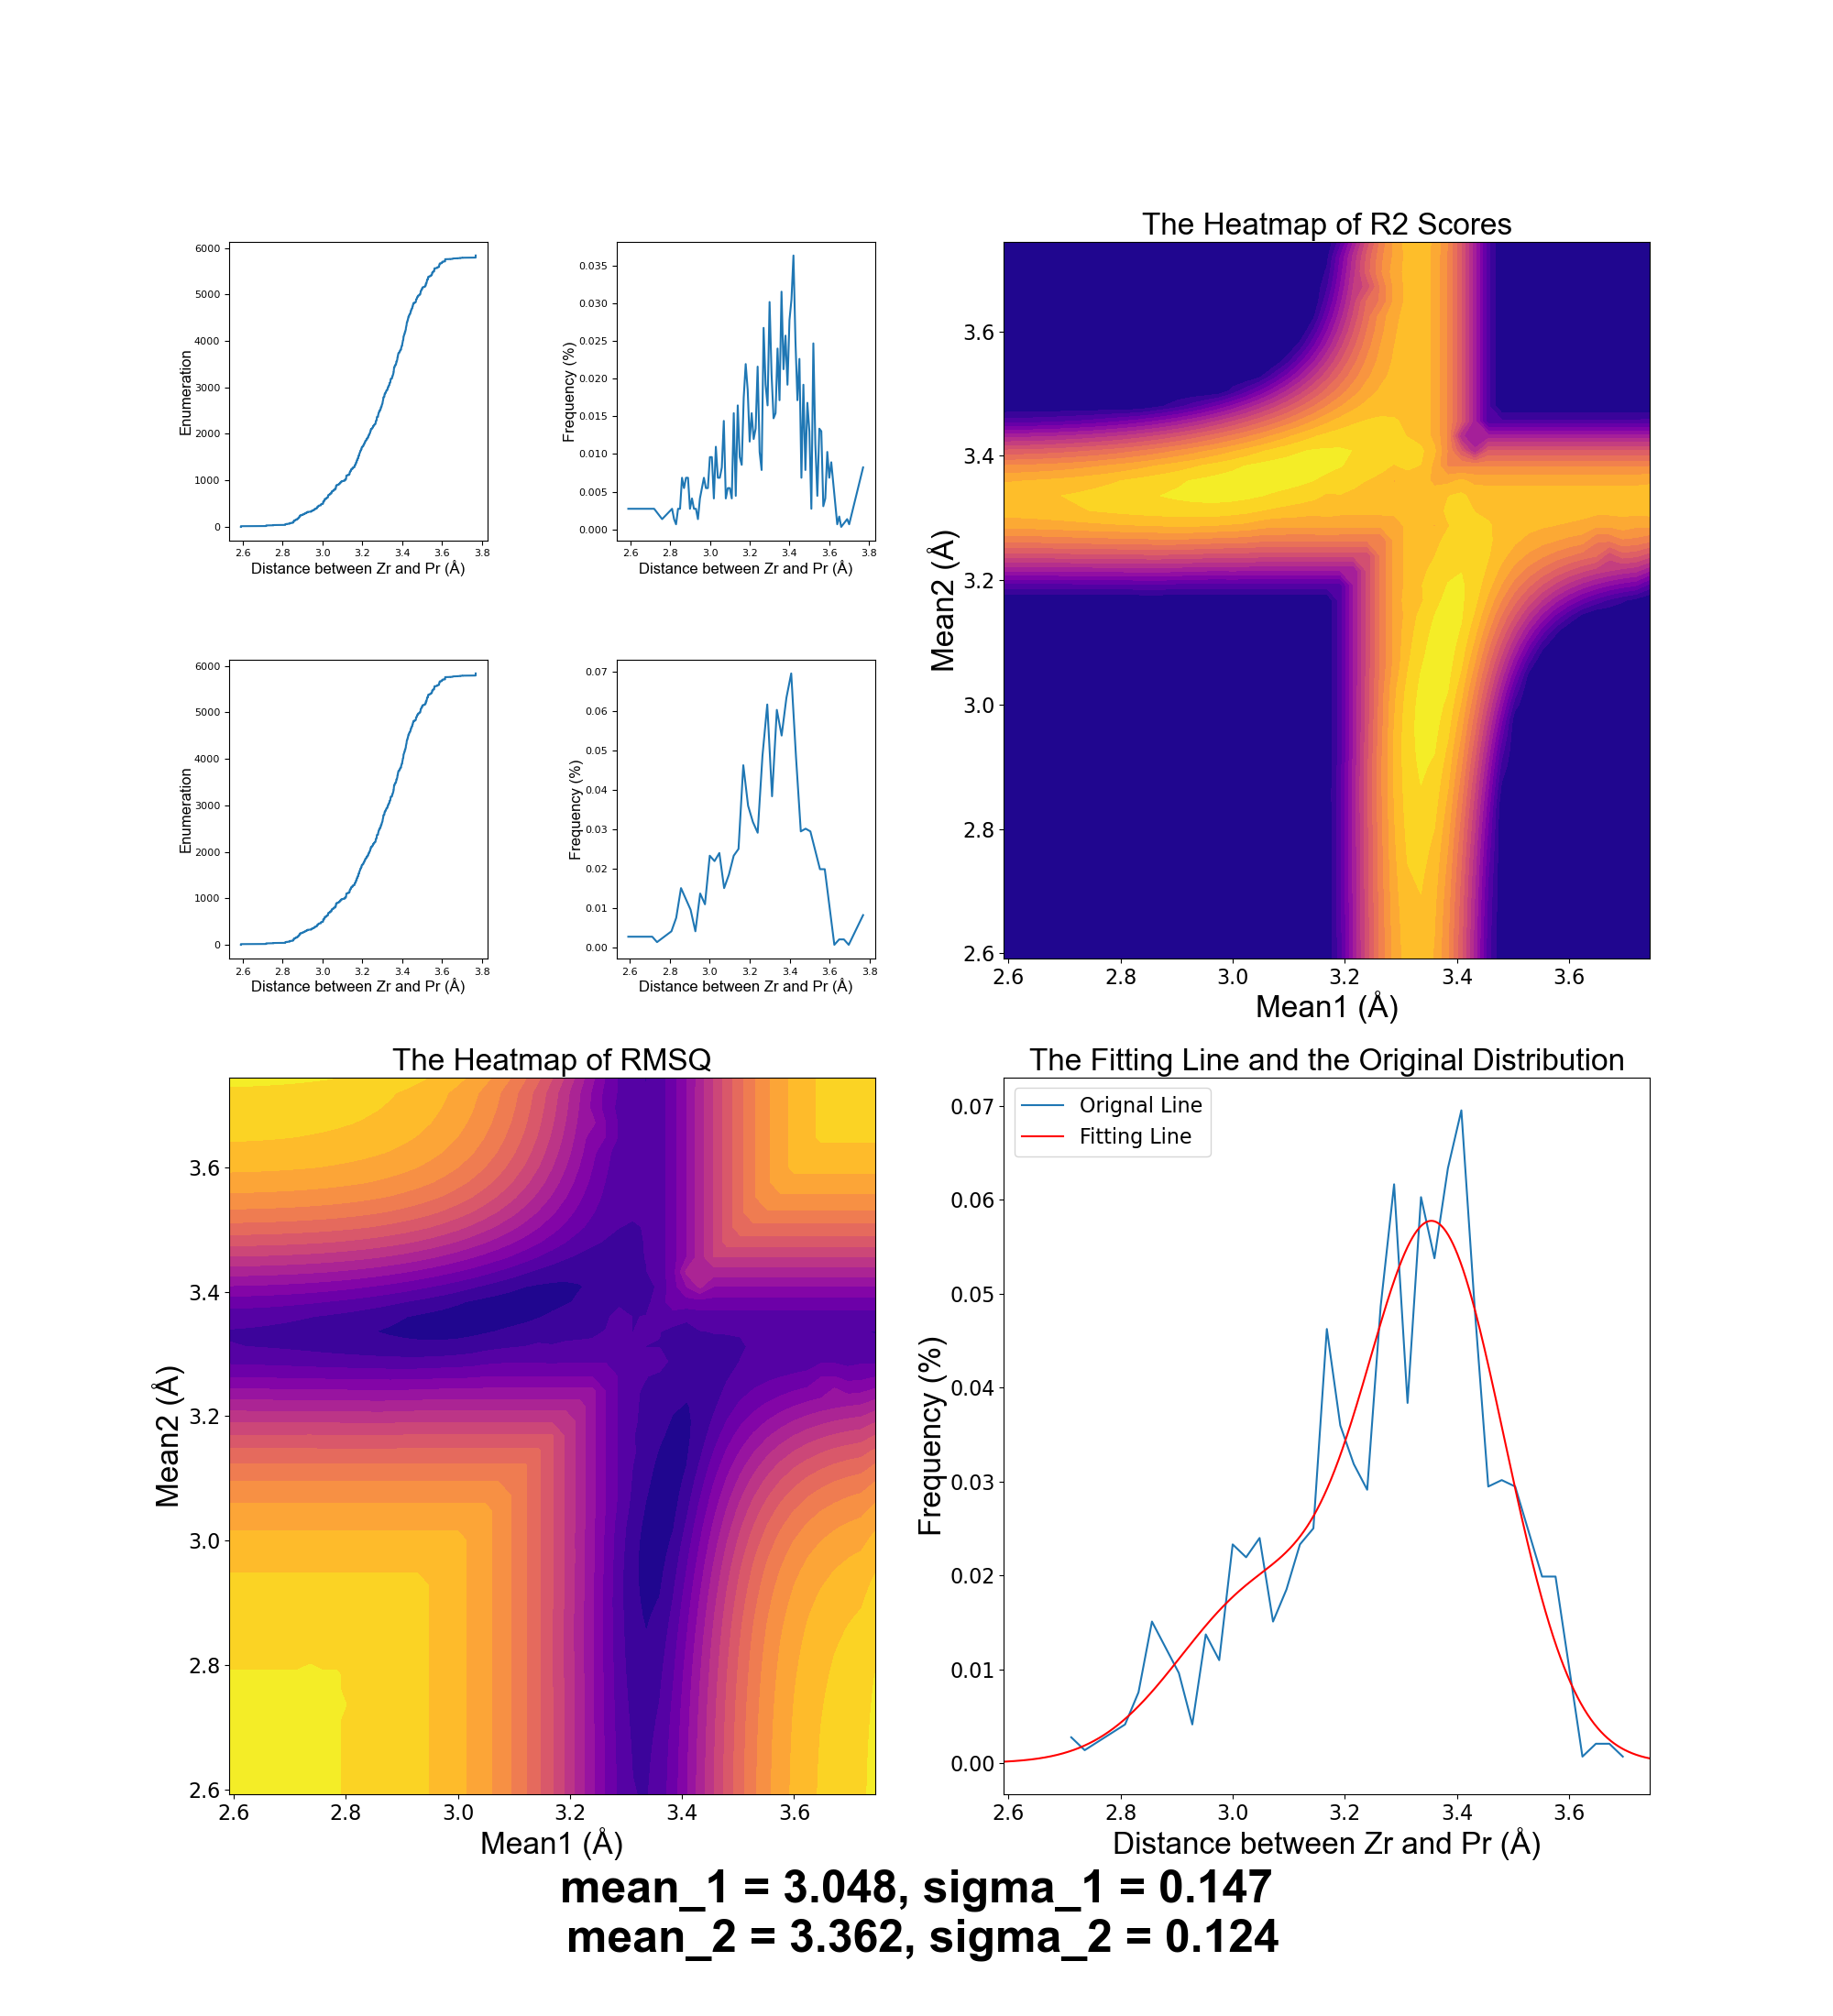 6000
5000
4000
3000
2000
1000
0
Enumeration
2.6 2.8 3.0 3.2 3.4 3.6 3.8
Distance between Zr and Pr (Å)
0.035
0.030
0.025
0.020
0.015
0.010
0.005
0.000
Frequency (%)
2.6 2.8 3.0 3.2 3.4 3.6 3.8
Distance between Zr and Pr (Å)
The Heatmap of R2 Scores
3.6
3.4
3.2
3.0
2.8
2.6
Mean2 (Å)
2.6 2.8 3.0 3.2 3.4 3.6
Mean1 (Å)
6000
5000
4000
3000
2000
1000
0
Enumeration
2.6 2.8 3.0 3.2 3.4 3.6 3.8
Distance between Zr and Pr (Å)
0.07
0.06
0.05
0.04
0.03
0.02
0.01
0.00
Frequency (%)
2.6 2.8 3.0 3.2 3.4 3.6 3.8
Distance between Zr and Pr (Å)
The Heatmap of RMSQ
3.6
3.4
3.2
3.0
2.8
2.6
Mean2 (Å)
2.6 2.8 3.0 3.2 3.4 3.6
Mean1 (Å)
The Fitting Line and the Original Distribution
Orignal Line
Fitting Line
0.07
0.06
0.05
0.04
0.03
0.02
0.01
0.00
Frequency (%)
2.6 2.8 3.0 3.2 3.4 3.6
Distance between Zr and Pr (Å)
mean_1 = 3.048, sigma_1 = 0.147
mean_2 = 3.362, sigma_2 = 0.124